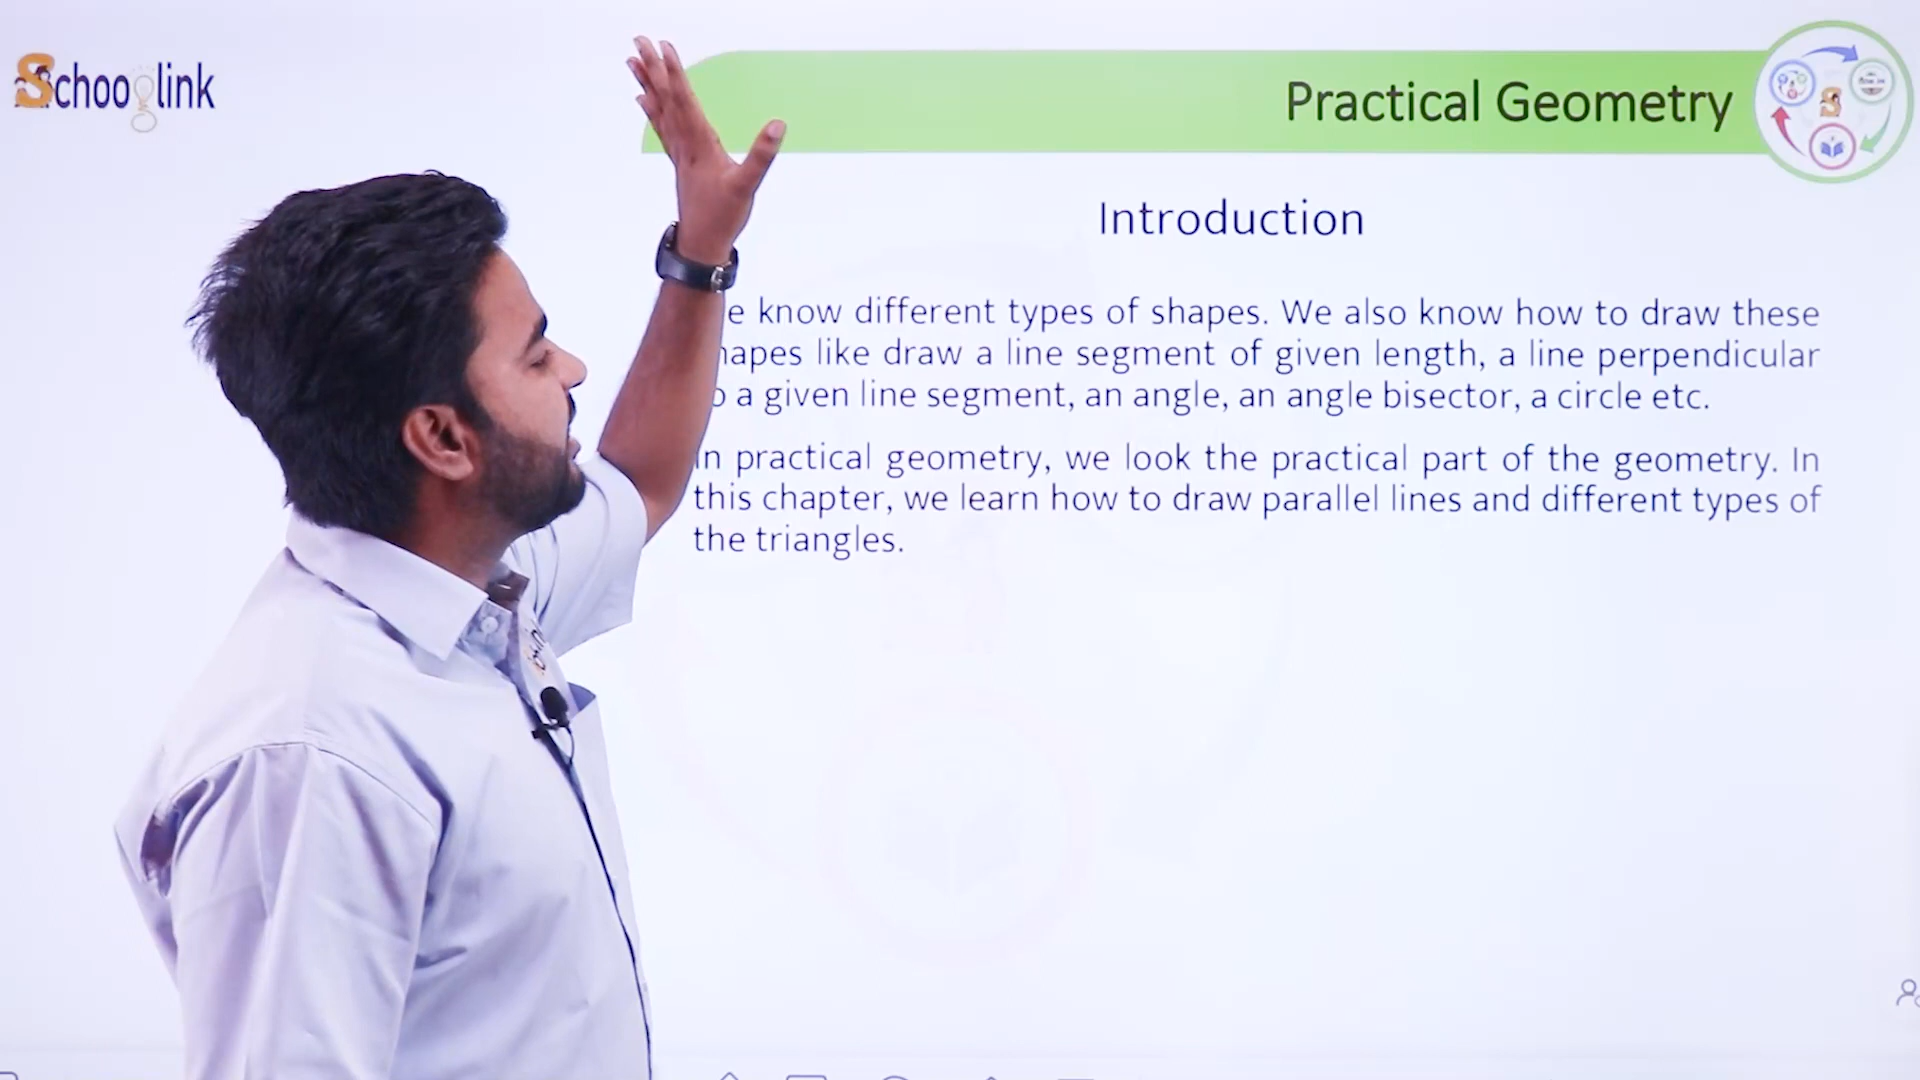 Schooglink
Practical Geometry
Introduction
know different types of shapes. We also know how to draw these
like draw a line segment of given length, a line perpendicular
a given line segment, an angle, an angle bisector, a circle etc.
In practical geometry, we look the practical part of the geometry. In
this chapter, we learn how to draw parallel lines and different types of
the triangles.